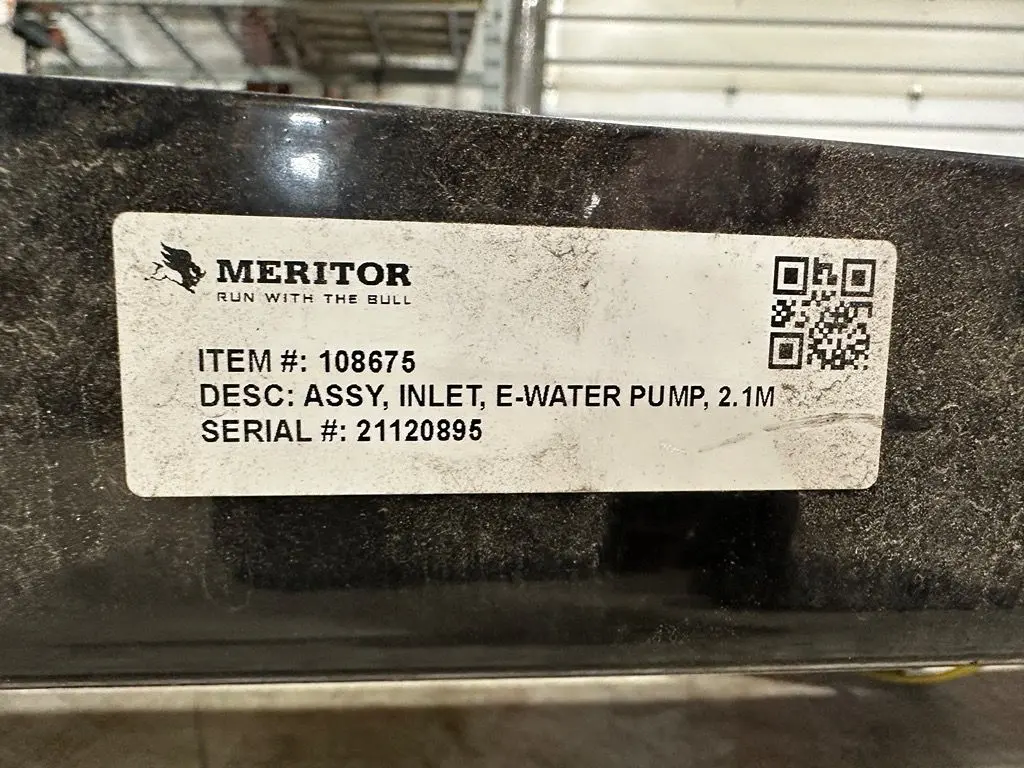 MERITOR
RUN WITH THE BULL
ITEM #: 108675
DESC: ASSY, INLET, E-WATER PUMP, 2.1M
SERIAL #: 21120895